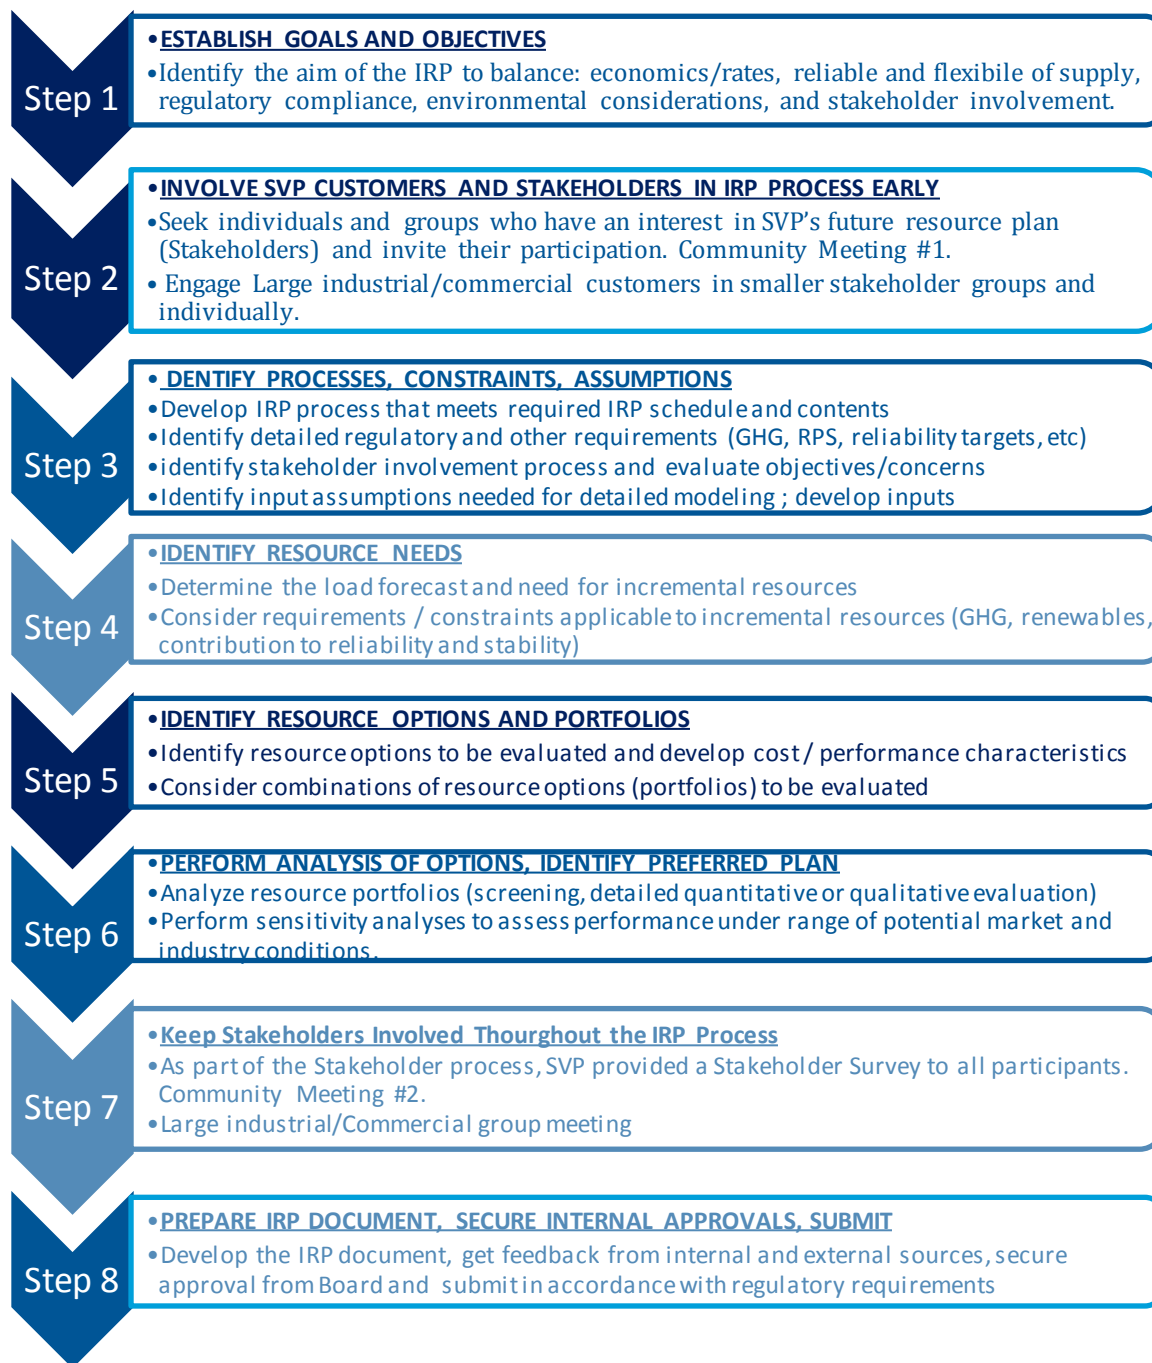 Step 1
•ESTABLISH GOALS AND OBJECTIVES
•Identify the aim of the IRP to balance: economics/rates, reliable and flexibile of supply,
regulatory compliance, environmental considerations, and stakeholder involvement.
Step 2
•INVOLVE SVP CUSTOMERS AND STAKEHOLDERS IN IRP PROCESS EARLY
•Seek individuals and groups who have an interest in SVP's future resource plan
(Stakeholders) and invite their participation. Community Meeting #1.
• Engage Large industrial/commercial customers in smaller stakeholder groups and
individually.
Step 3
• DENTIFY PROCESSES, CONSTRAINTS, ASSUMPTIONS
•Develop IRP process that meets required IRP schedule and contents
•Identify detailed regulatory and other requirements (GHG, RPS, reliability targets, etc)
•identify stakeholder involvement process and evaluate objectives/concerns
•Identify input assumptions needed for detailed modeling ; develop inputs
Step 4
•IDENTIFY RESOURCE NEEDS
•Determine the load forecast and need for incremental resources
•Consider requirements / constraints applicable to incremental resources (GHG, renewables,
contribution to reliability and stability)
Step 5
•IDENTIFY RESOURCE OPTIONS AND PORTFOLIOS
•Identify resource options to be evaluated and develop cost / performance characteristics
•Consider combinations of resource options (portfolios) to be evaluated
Step 6
•PERFORM ANALYSIS OF OPTIONS, IDENTIFY PREFERRED PLAN
•Analyze resource portfolios (screening, detailed quantitative or qualitative evaluation)
•Perform sensitivity analyses to assess performance under range of potential market and
industry conditions.
Step 7
•Keep Stakeholders Involved Thourghout the IRP Process
•As part of the Stakeholder process, SVP provided a Stakeholder Survey to all participants.
Community Meeting #2.
•Large industrial/Commercial group meeting
Step 8
•PREPARE IRP DOCUMENT, SECURE INTERNAL APPROVALS, SUBMIT
•Develop the IRP document, get feedback from internal and external sources, secure
approval from Board and submit in accordance with regulatory requirements